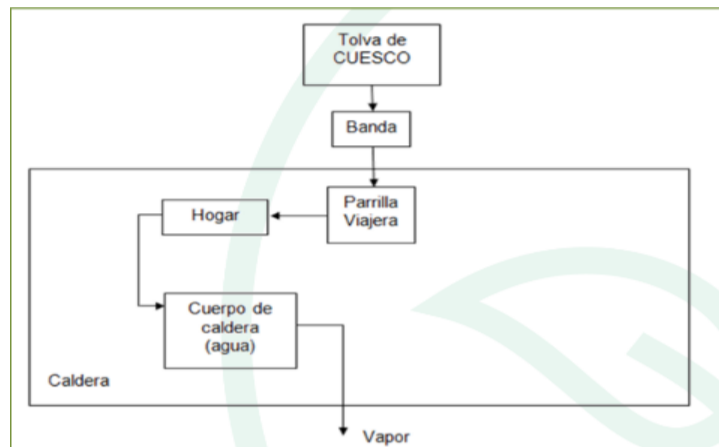 Tolva de
CUESCO
Banda
Parrilla
Viajera
Hogar
Cuerpo de
caldera
(agua)
Caldera
Vapor